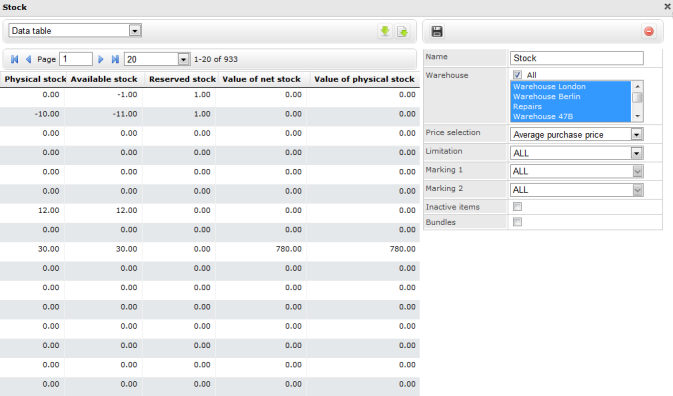 Stock
Data table
Page 1 20 1-20 of 933
Physical stock Available stock Reserved stock Value of net stock Value of physical stock
0.00 -1.00 1.00 0.00 0.00
-10.00 -11.00 1.00 0.00 0.00
0.00 0.00 0.00 0.00 0.00
0.00 0.00 0.00 0.00 0.00
0.00 0.00 0.00 0.00 0.00
0.00 0.00 0.00 0.00 0.00
12.00 12.00 0.00 0.00 0.00
0.00 0.00 0.00 0.00 0.00
30.00 30.00 0.00 780.00 780.00
0.00 0.00 0.00 0.00 0.00
0.00 0.00 0.00 0.00 0.00
0.00 0.00 0.00 0.00 0.00
0.00 0.00 0.00 0.00 0.00
0.00 0.00 0.00 0.00 0.00
0.00 0.00 0.00 0.00 0.00
0.00 0.00 0.00 0.00 0.00
Name Stock
Warehouse All
Warehouse London
Warehouse Berlin
Repairs
Warehouse 47B
Price selection Average purchase price
Limitation ALL
Marking 1 ALL
Marking 2 ALL
Inactive items
Bundles